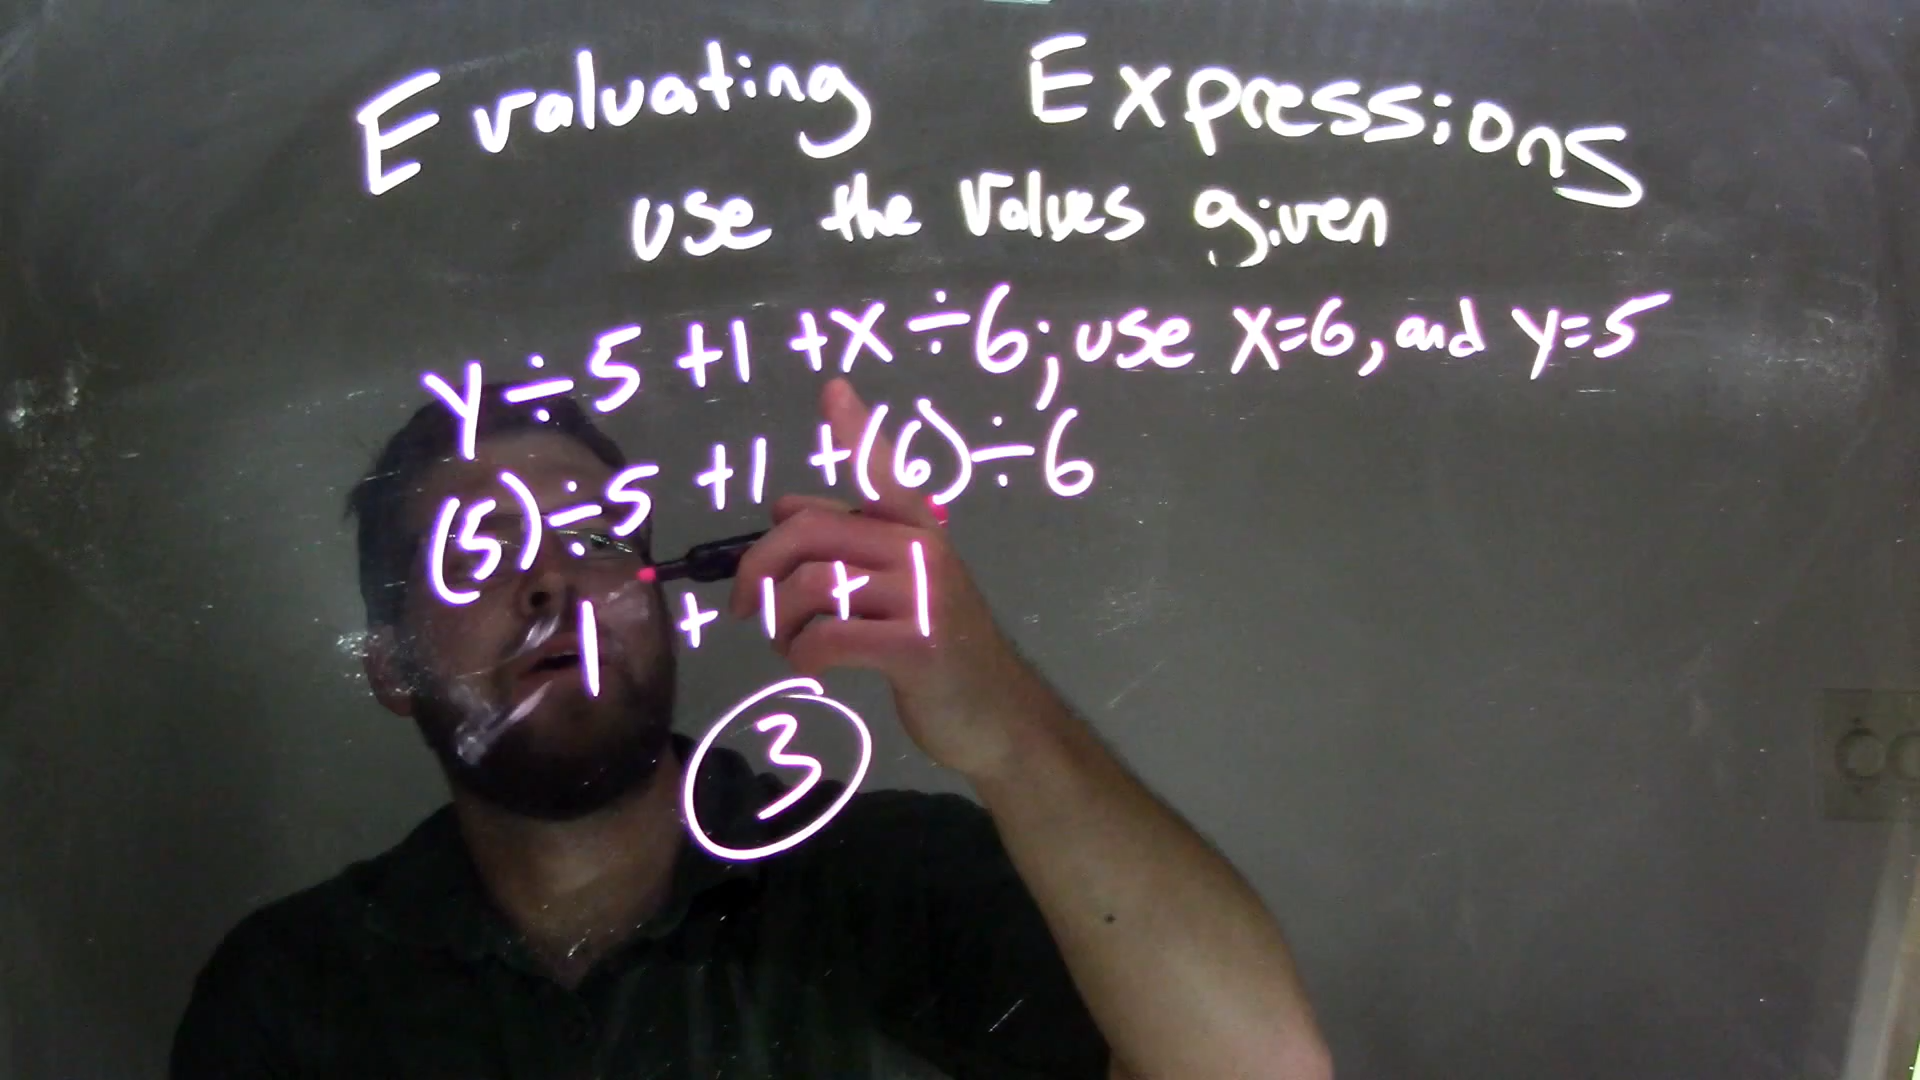 Evaluating Expressions
use the values given
y ÷ 5 + 1 + x ÷ 6; use x=6, and y=5
(5) ÷ 5 + 1 + (6) ÷ 6
1 + 1 + 1
3